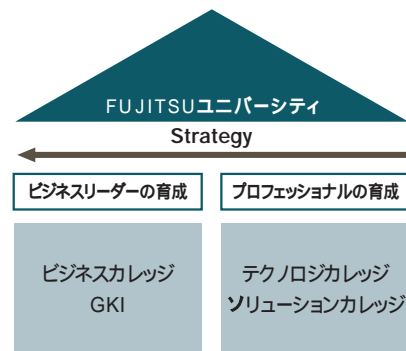 FUJITSUユニバーシティ
Strategy
ビジネスリーダーの育成
プロフェッショナルの育成
ビジネスカレッジ
GKI
テクノロジカレッジ
ソリューションカレッジ